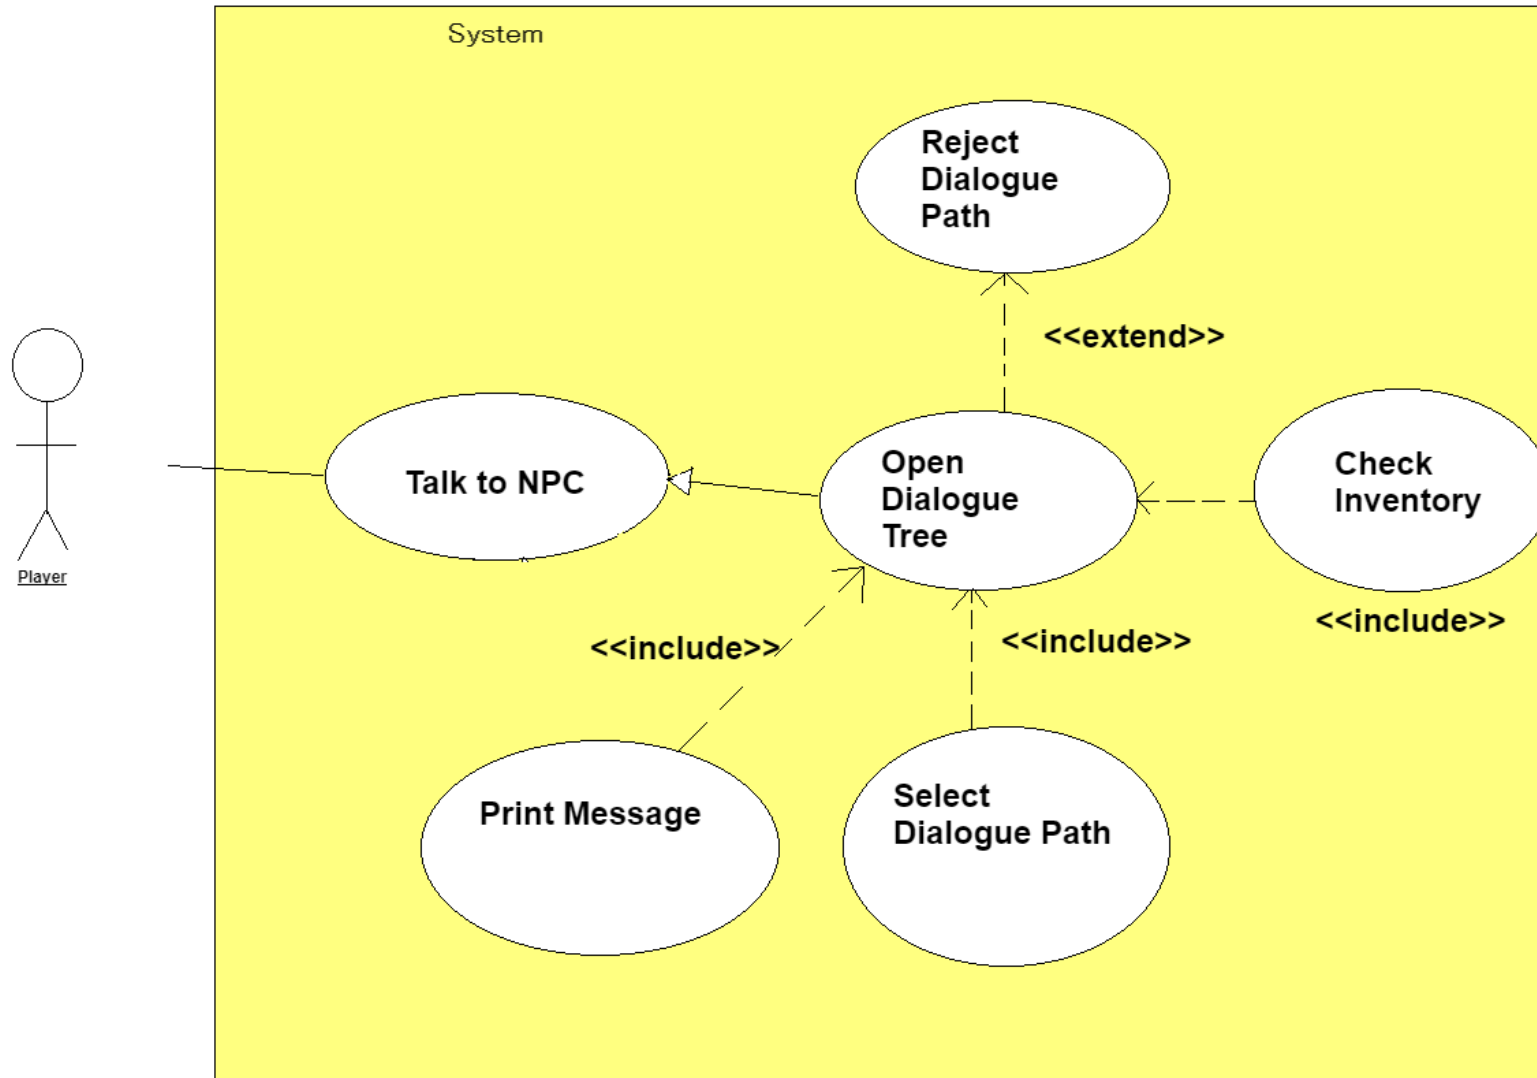 System
Reject
Dialogue
Path
<<extend>>
Talk to NPC
Open
Dialogue
Tree
Check
Inventory
Player
<<include>>
<<include>>
<<include>>
Print Message
Select
Dialogue Path